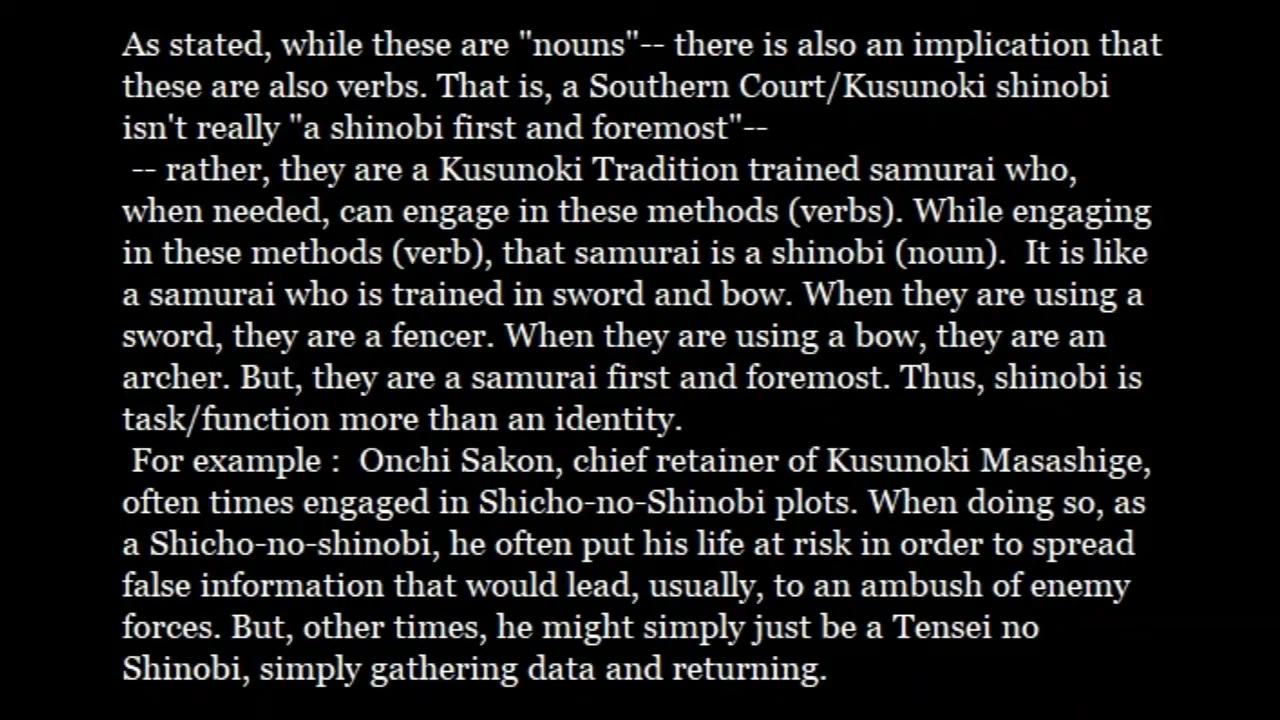 As stated, while these are "nouns"-- there is also an implication that
these are also verbs. That is, a Southern Court/Kusunoki shinobi
isn't really "a shinobi first and foremost"--
-- rather, they are a Kusunoki Tradition trained samurai who,
when needed, can engage in these methods (verbs). While engaging
in these methods (verb), that samurai is a shinobi (noun).  It is like
a samurai who is trained in sword and bow. When they are using a
sword, they are a fencer. When they are using a bow, they are an
archer. But, they are a samurai first and foremost. Thus, shinobi is
task/function more than an identity.
For example :  Onchi Sakon, chief retainer of Kusunoki Masashige,
often times engaged in Shicho-no-Shinobi plots. When doing so, as
a Shicho-no-shinobi, he often put his life at risk in order to spread
false information that would lead, usually, to an ambush of enemy
forces. But, other times, he might simply just be a Tensei no
Shinobi, simply gathering data and returning.